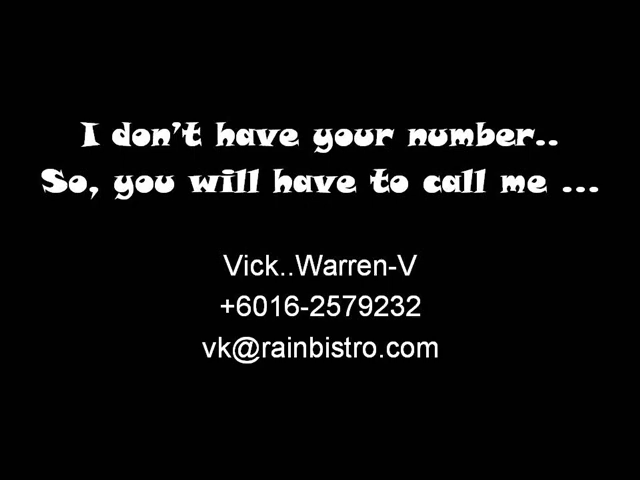 I don't have your number..
So, you will have to call me ...
Vick..Warren-V
+6016-2579232
vk@rainbistro.com